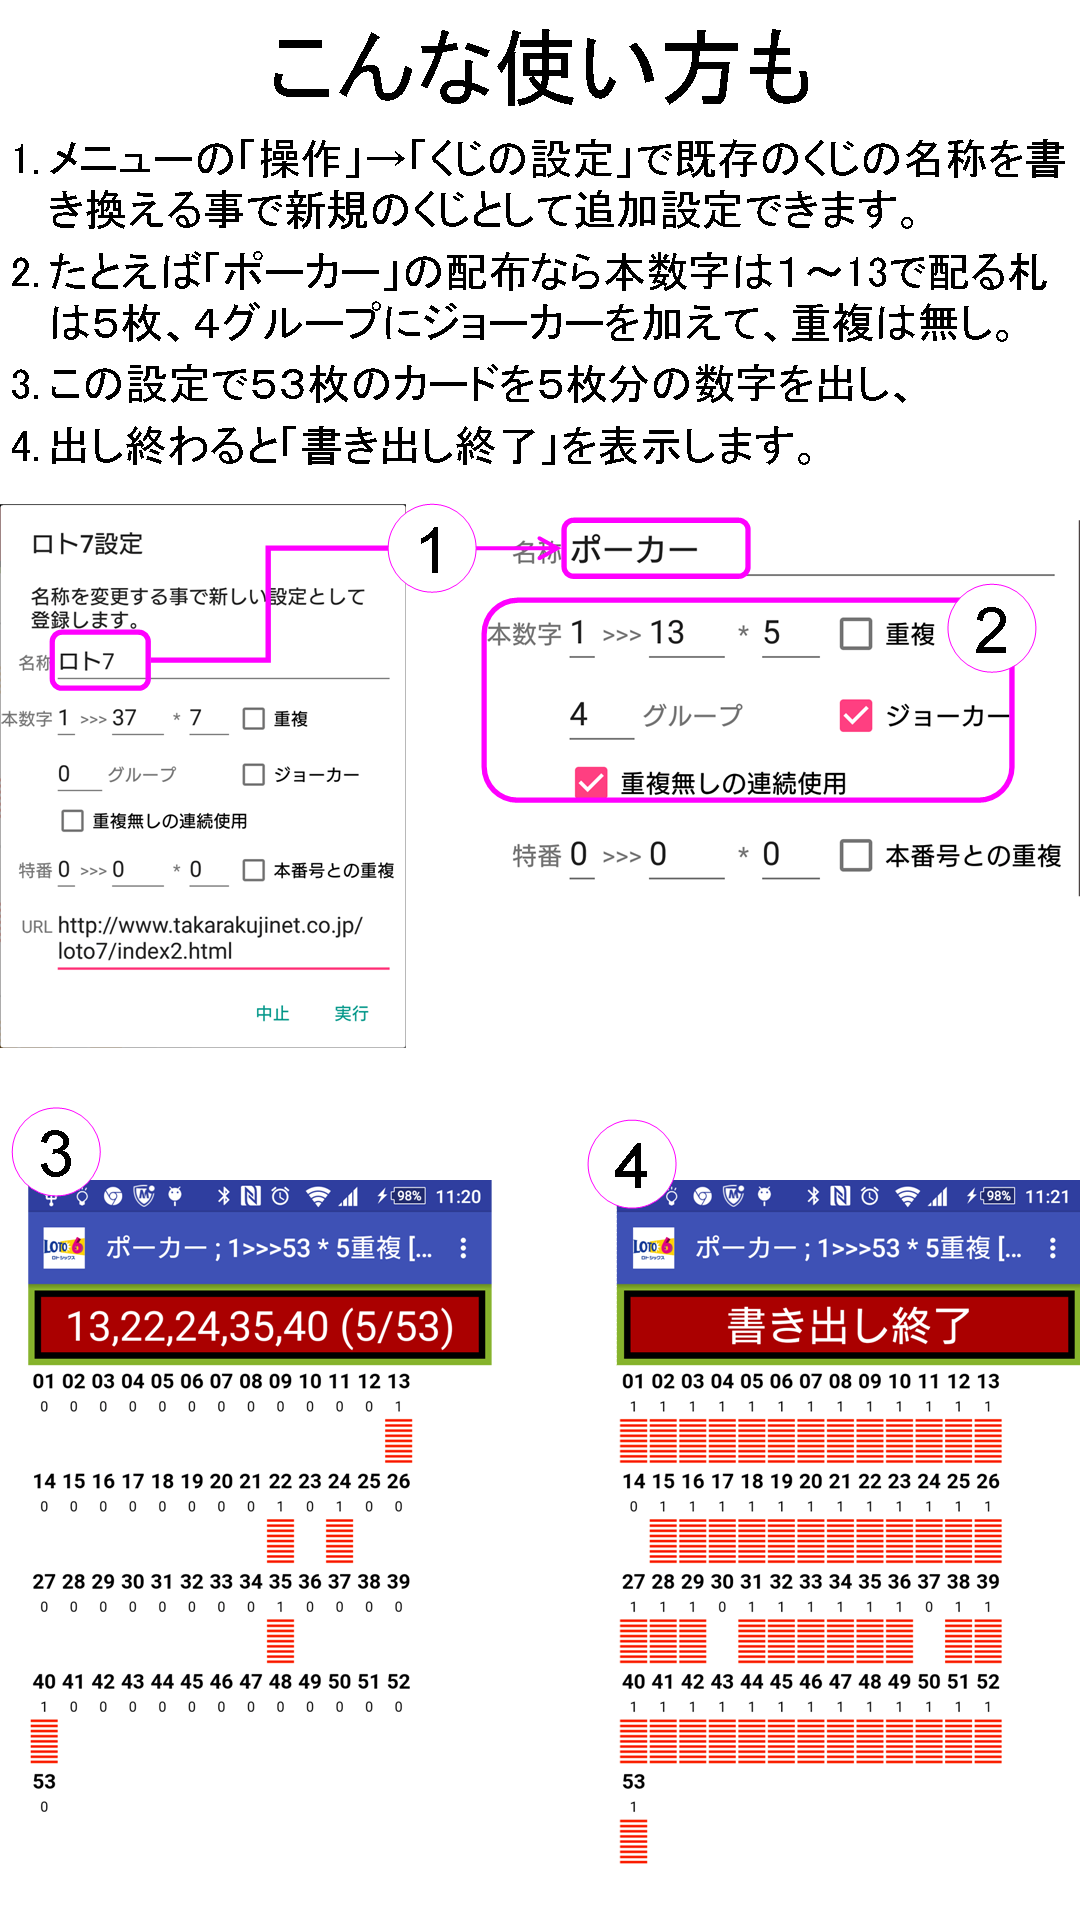 こんな使い方も
1. メニューの「操作」→「くじの設定」で既存のくじの名称を書
き換える事で新規のくじとして追加設定できます。
2. たとえば「ポーカー」の配布なら本数字は１～13で配る札
は５枚、４グループにジョーカーを加えて、重複は無し。
3. この設定で５３枚のカードを５枚分の数字を出し、
4. 出し終わると「書き出し終了」を表示します。
ロト7設定
名称を変更する事で新しい設定として
登録します。
名称 ロト7
本数字 1 >>> 37 * 7 重複
0 グループ ジョーカー
重複無しの連続使用
特番 0 >>> 0 * 0 本番号との重複
URL http://www.takarakujinet.co.jp/
loto7/index2.html
中止 実行
1
名称 ポーカー
2
本数字 1 >>> 13 * 5 重複
4 グループ ジョーカー
重複無しの連続使用
特番 0 >>> 0 * 0 本番号との重複
3
98% 11:20
LOTO 6 ロト・シックス ポーカー ; 1>>>53 * 5重複 [...
13,22,24,35,40 (5/53)
01 02 03 04 05 06 07 08 09 10 11 12 13
0 0 0 0 0 0 0 0 0 0 0 0 1
14 15 16 17 18 19 20 21 22 23 24 25 26
0 0 0 0 0 0 0 0 1 0 1 0 0
27 28 29 30 31 32 33 34 35 36 37 38 39
0 0 0 0 0 0 0 0 1 0 0 0 0
40 41 42 43 44 45 46 47 48 49 50 51 52
1 0 0 0 0 0 0 0 0 0 0 0 0
53
0
4
98% 11:21
LOTO 6 ロト・シックス ポーカー ; 1>>>53 * 5重複 [...
書き出し終了
01 02 03 04 05 06 07 08 09 10 11 12 13
1 1 1 1 1 1 1 1 1 1 1 1 1
14 15 16 17 18 19 20 21 22 23 24 25 26
0 1 1 1 1 1 1 1 1 1 1 1 1
27 28 29 30 31 32 33 34 35 36 37 38 39
1 1 1 0 1 1 1 1 1 1 0 1 1
40 41 42 43 44 45 46 47 48 49 50 51 52
1 1 1 1 1 1 1 1 1 1 1 1 1
53
1